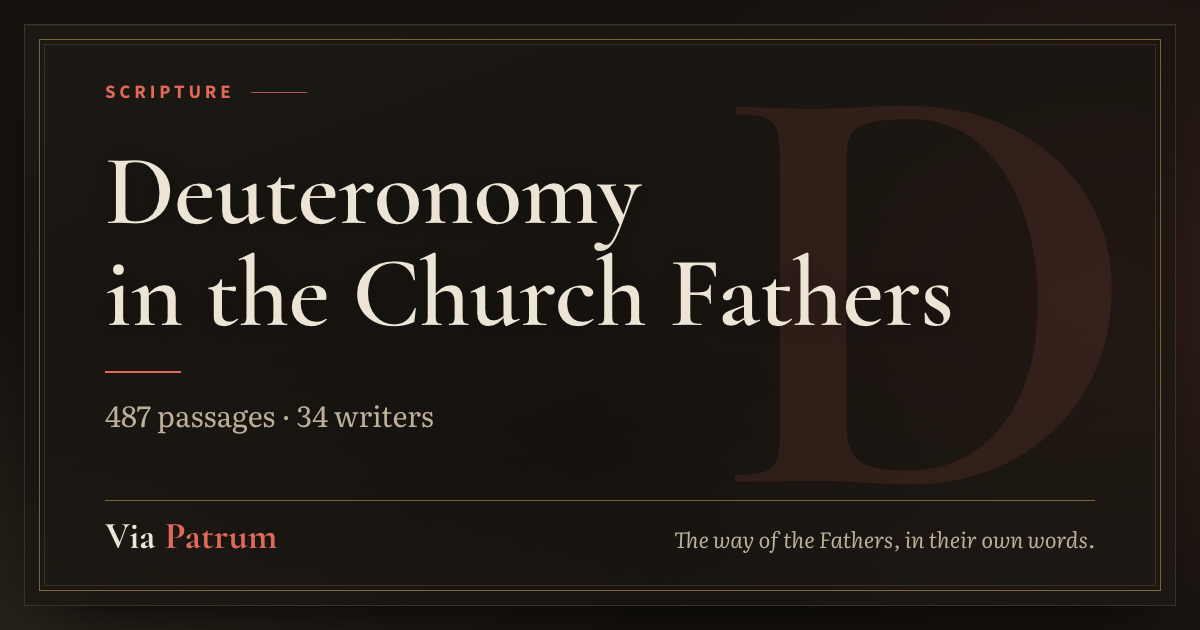 SCRIPTURE
Deuteronomy
in the Church Fathers
487 passages · 34 writers
Via Patrum
The way of the Fathers, in their own words.
D